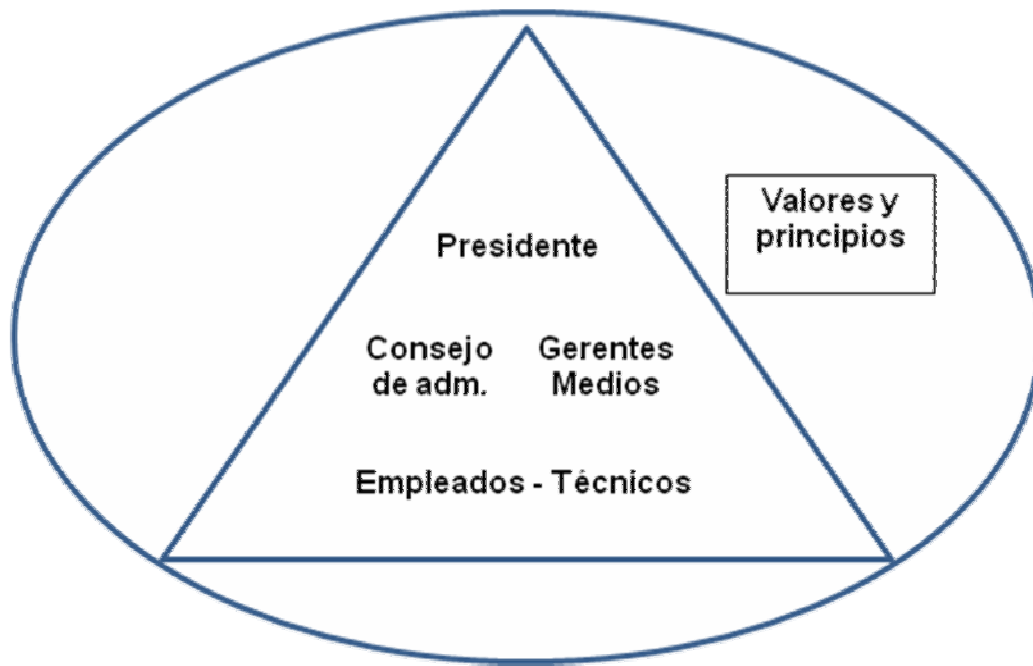 Valores y
principios
Presidente
Consejo
de adm.
Gerentes
Medios
Empleados - Técnicos